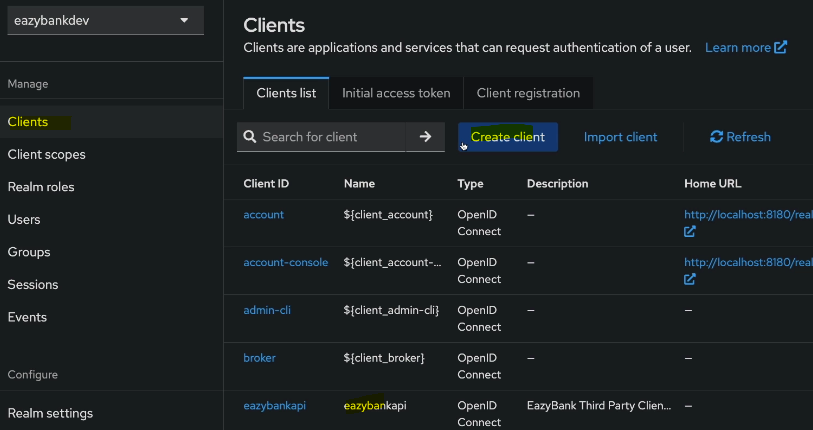 eazybankdev
Manage
Clients
Client scopes
Realm roles
Users
Groups
Sessions
Events
Configure
Realm settings
Clients
Clients are applications and services that can request authentication of a user. Learn more
Clients list Initial access token Client registration
Search for client Create client Import client Refresh
Client ID Name Type Description Home URL
account ${client_account} OpenID Connect – http://localhost:8180/real
account-console ${client_account-... OpenID Connect – http://localhost:8180/real
admin-cli ${client_admin-cli} OpenID Connect – –
broker ${client_broker} OpenID Connect – –
eazybankapi eazybankapi OpenID Connect EazyBank Third Party Clien... –